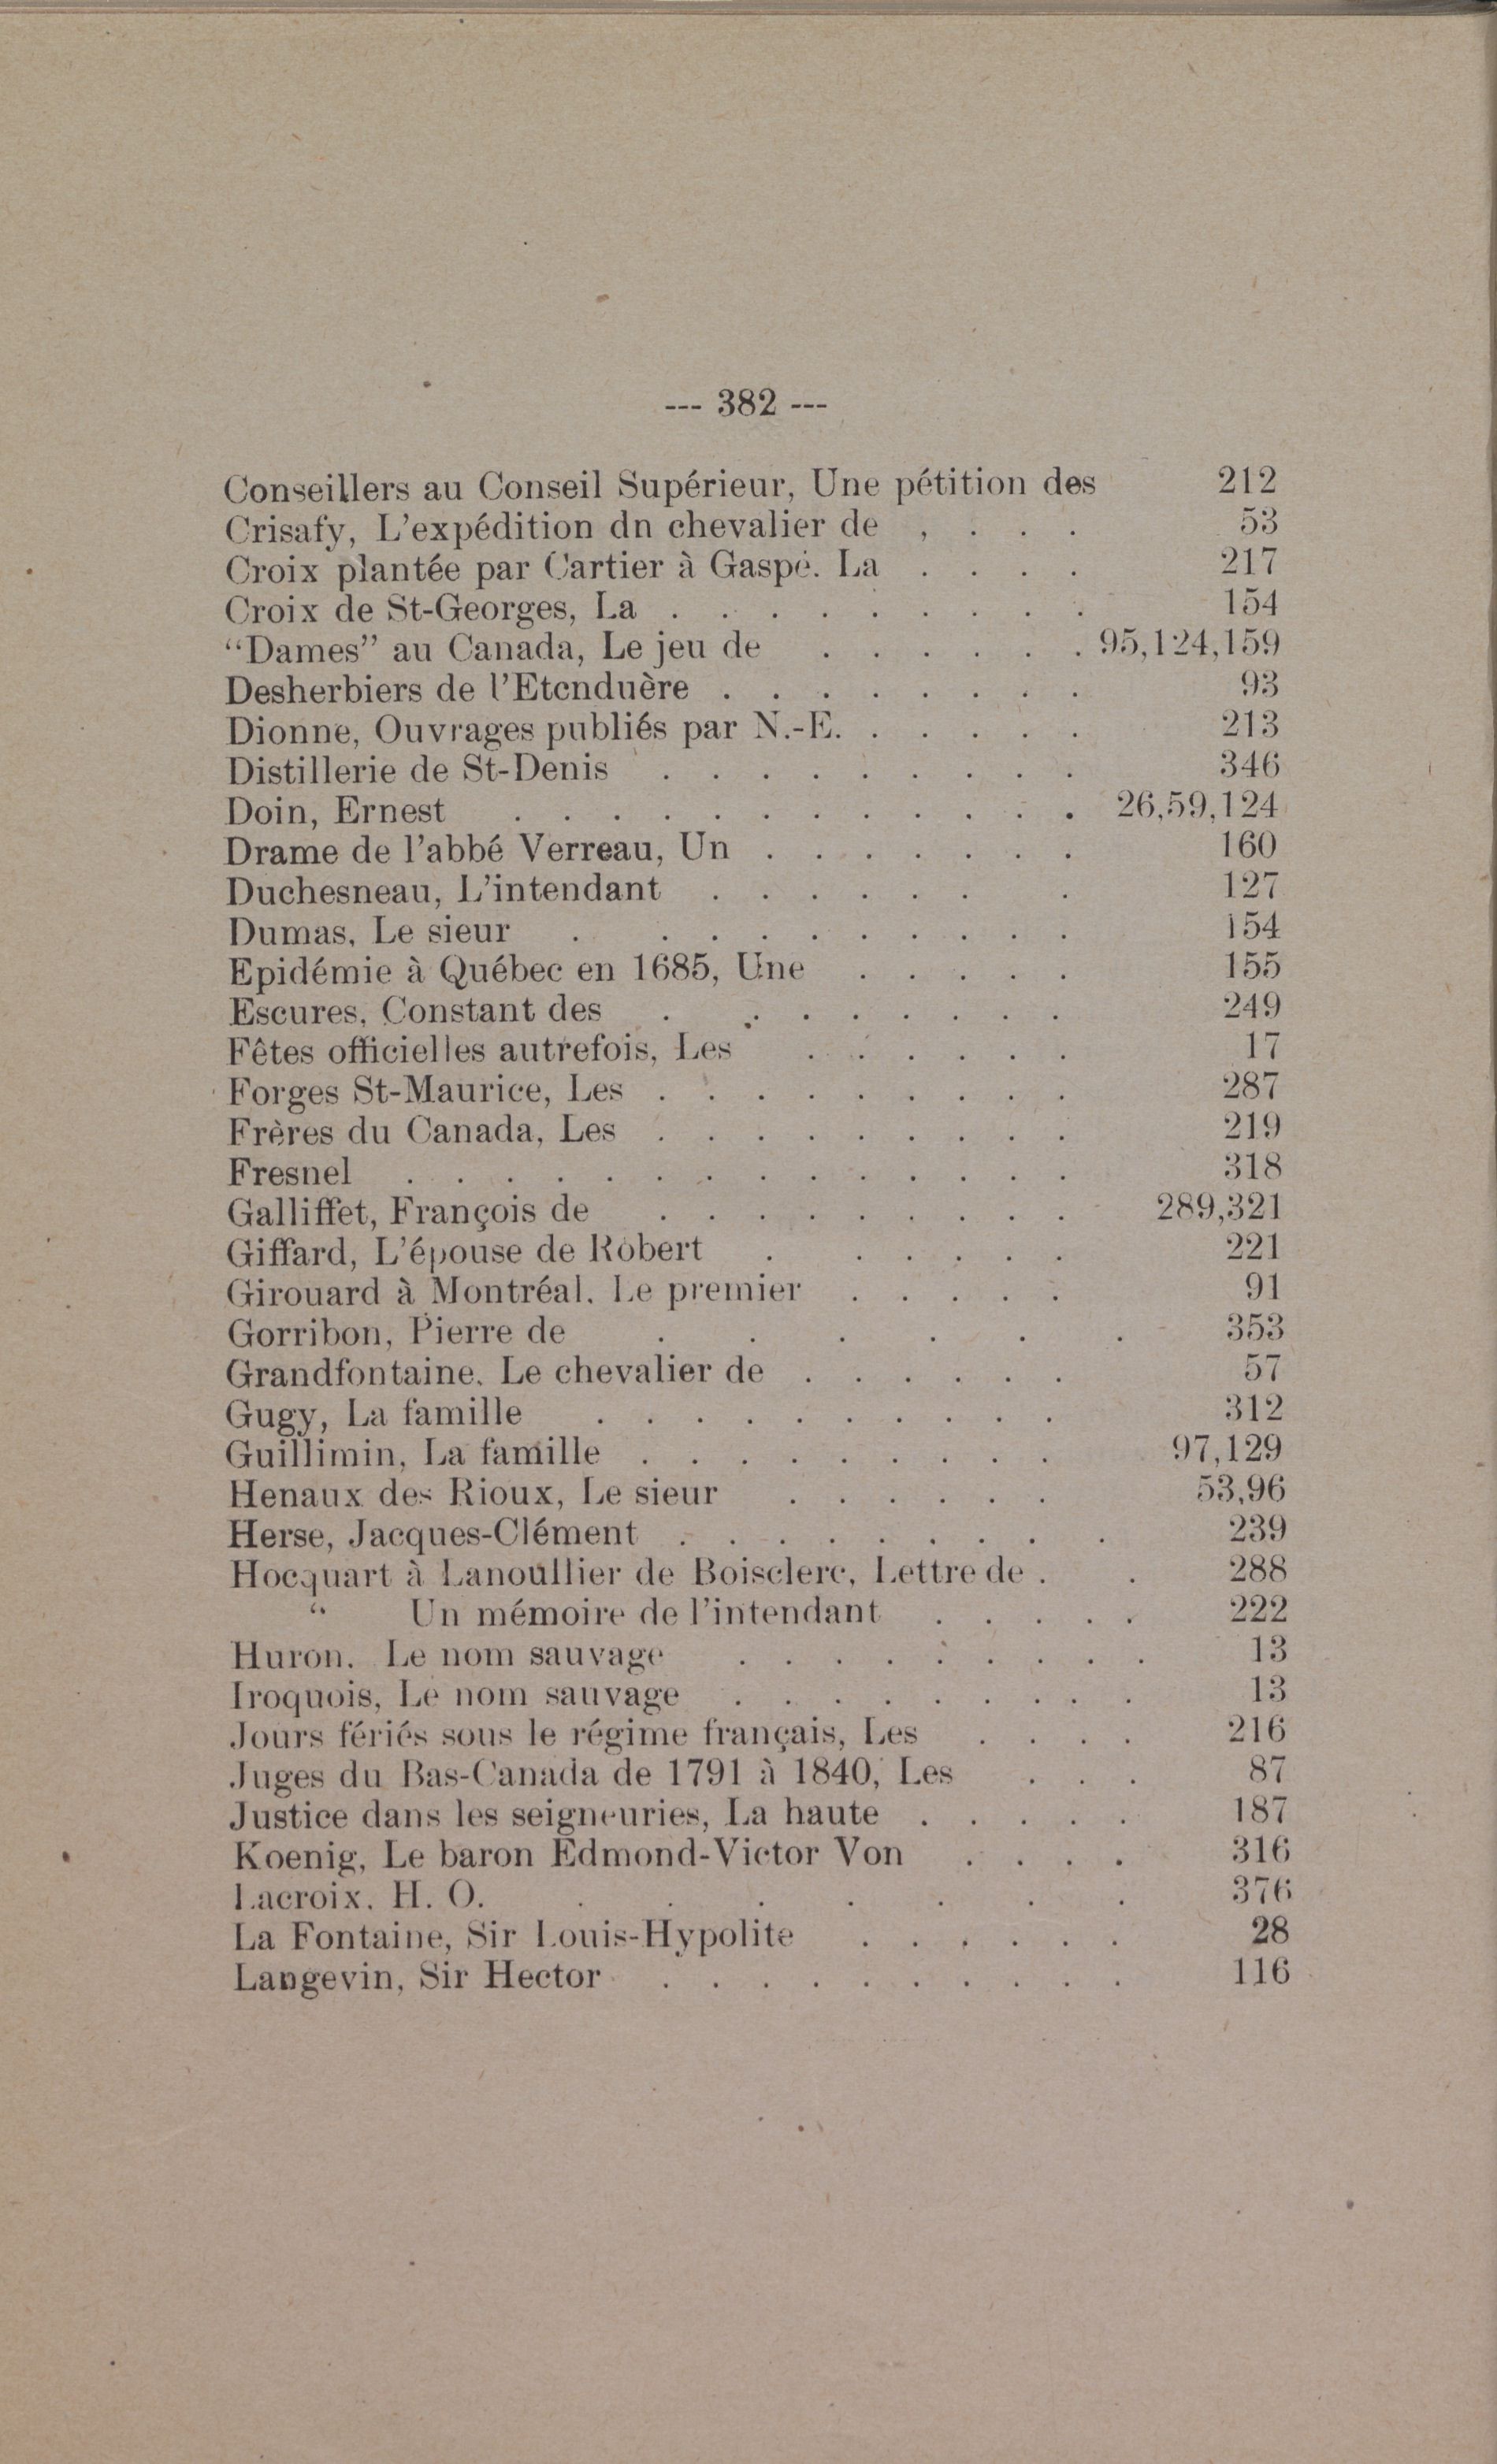 --- 382 ---
Conseillers au Conseil Supérieur, Une pétition des 212
Crisafy, L'expédition dn chevalier de , . . . 53
Croix plantée par Cartier à Gaspé. La . . . . 217
Croix de St-Georges, La . . . . . . . . . 154
“Dames” au Canada, Le jeu de . . . . . . 95,124,159
Desherbiers de l'Etenduère . . . . . . . . 93
Dionne, Ouvrages publiés par N.-E. . . . . . 213
Distillerie de St-Denis . . . . . . . . . 346
Doin, Ernest . . . . . . . . . . . . 26,59,124
Drame de l'abbé Verreau, Un . . . . . . . 160
Duchesneau, L'intendant . . . . . . . 127
Dumas, Le sieur . . . . . . . . . . 154
Epidémie à Québec en 1685, Une . . . . . 155
Escures, Constant des . . . . . . . . 249
Fêtes officielles autrefois, Les . . . . . . 17
Forges St-Maurice, Les . . . . . . . . . 287
Frères du Canada, Les . . . . . . . . . 219
Fresnel . . . . . . . . . . . . . . 318
Galliffet, François de . . . . . . . . . 289,321
Giffard, L'épouse de Robert . . . . . . 221
Girouard à Montréal. Le premier . . . . . 91
Gorribon, Pierre de . . . . . . 353
Grandfontaine. Le chevalier de . . . . . . 57
Gugy, La famille . . . . . . . . . . 312
Guillimin, La famille . . . . . . . . . 97,129
Henaux des Rioux, Le sieur . . . . . . 53,96
Herse, Jacques-Clément . . . . . . . . . 239
Hocquart à Lanoullier de Boisclerc, Lettre de . . 288
“ Un mémoire de l'intendant . . . . . 222
Huron. Le nom sauvage . . . . . . . . . 13
Iroquois, Le nom sauvage . . . . . . . . . 13
Jours fériés sous le régime français, Les . . . . 216
Juges du Bas-Canada de 1791 à 1840, Les . . . 87
Justice dans les seigneuries, La haute . . . . . 187
Koenig, Le baron Edmond-Victor Von . . . . 316
Lacroix. H. O. . . . . . . . 376
La Fontaine, Sir Louis-Hypolite . . . . . . 28
Langevin, Sir Hector . . . . . . . . . . 116